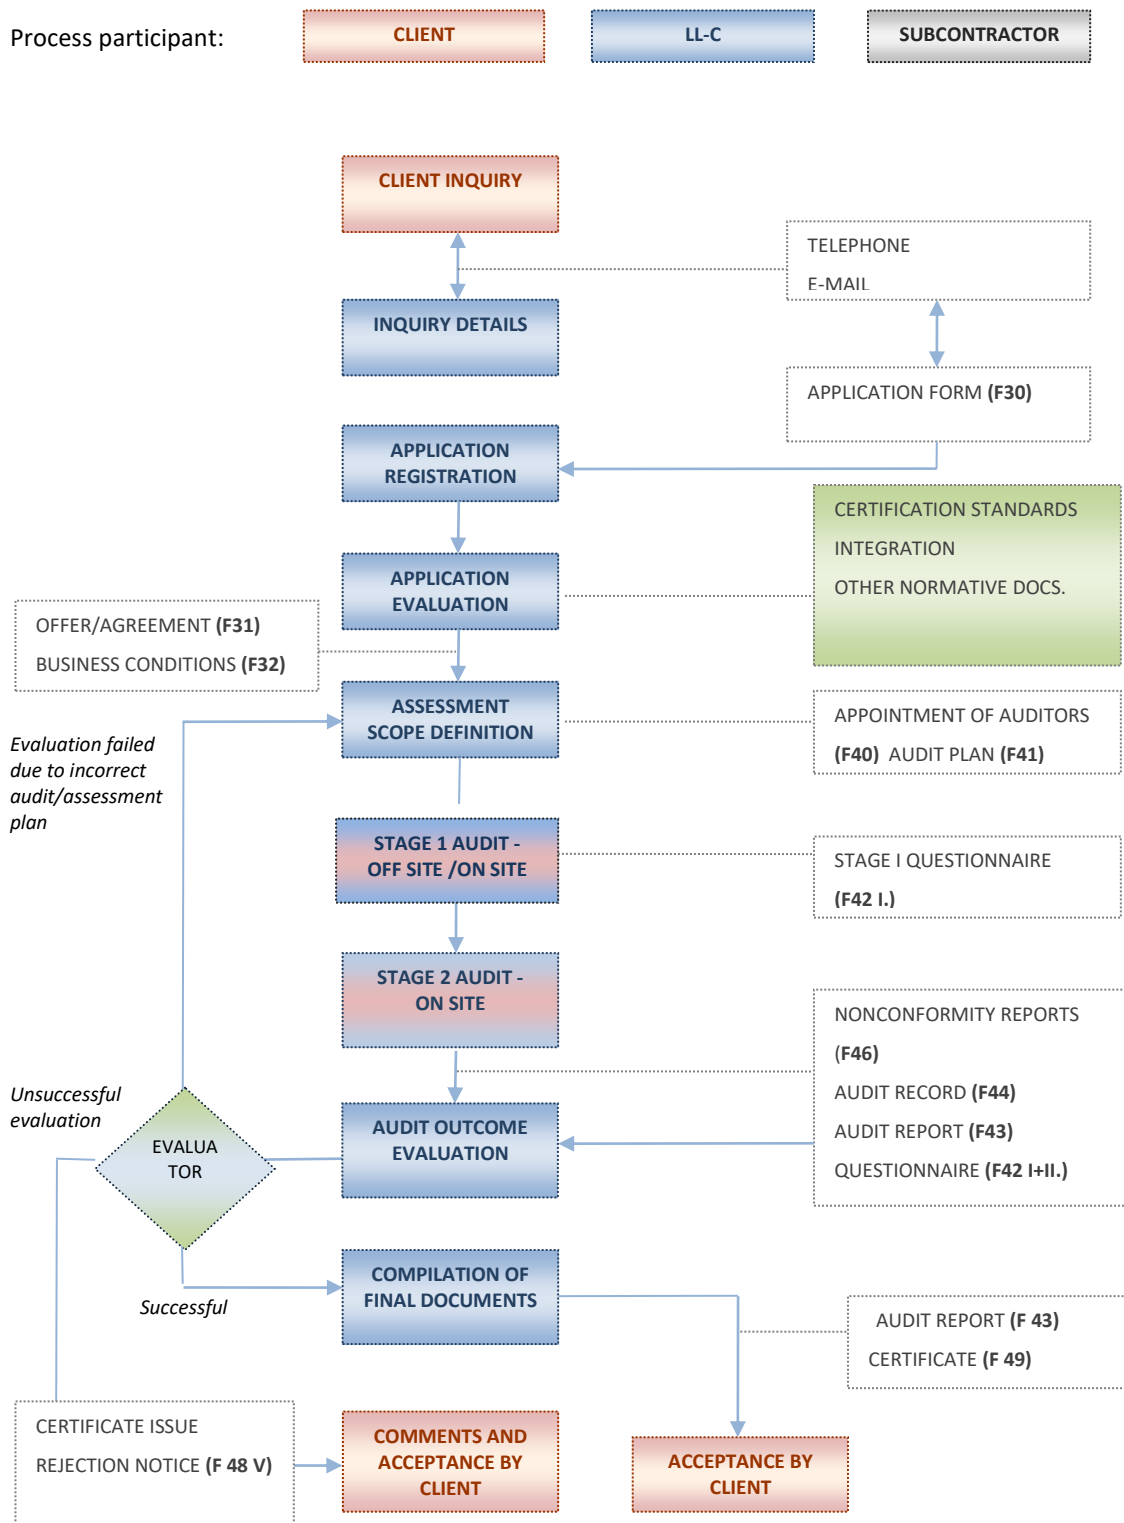 Process participant:
CLIENT
LL-C
SUBCONTRACTOR
CLIENT INQUIRY
TELEPHONE
E-MAIL
INQUIRY DETAILS
APPLICATION FORM (F30)
APPLICATION
REGISTRATION
CERTIFICATION STANDARDS
INTEGRATION
OTHER NORMATIVE DOCS.
APPLICATION
EVALUATION
OFFER/AGREEMENT (F31)
BUSINESS CONDITIONS (F32)
ASSESSMENT
SCOPE DEFINITION
APPOINTMENT OF AUDITORS
(F40) AUDIT PLAN (F41)
Evaluation failed
due to incorrect
audit/assessment
plan
STAGE 1 AUDIT -
OFF SITE /ON SITE
STAGE I QUESTIONNAIRE
(F42 I.)
STAGE 2 AUDIT -
ON SITE
NONCONFORMITY REPORTS
(F46)
AUDIT RECORD (F44)
AUDIT REPORT (F43)
QUESTIONNAIRE (F42 I+II.)
Unsuccessful
evaluation
EVALUA
TOR
AUDIT OUTCOME
EVALUATION
COMPILATION OF
FINAL DOCUMENTS
Successful
AUDIT REPORT (F 43)
CERTIFICATE (F 49)
CERTIFICATE ISSUE
REJECTION NOTICE (F 48 V)
COMMENTS AND
ACCEPTANCE BY
CLIENT
ACCEPTANCE BY
CLIENT